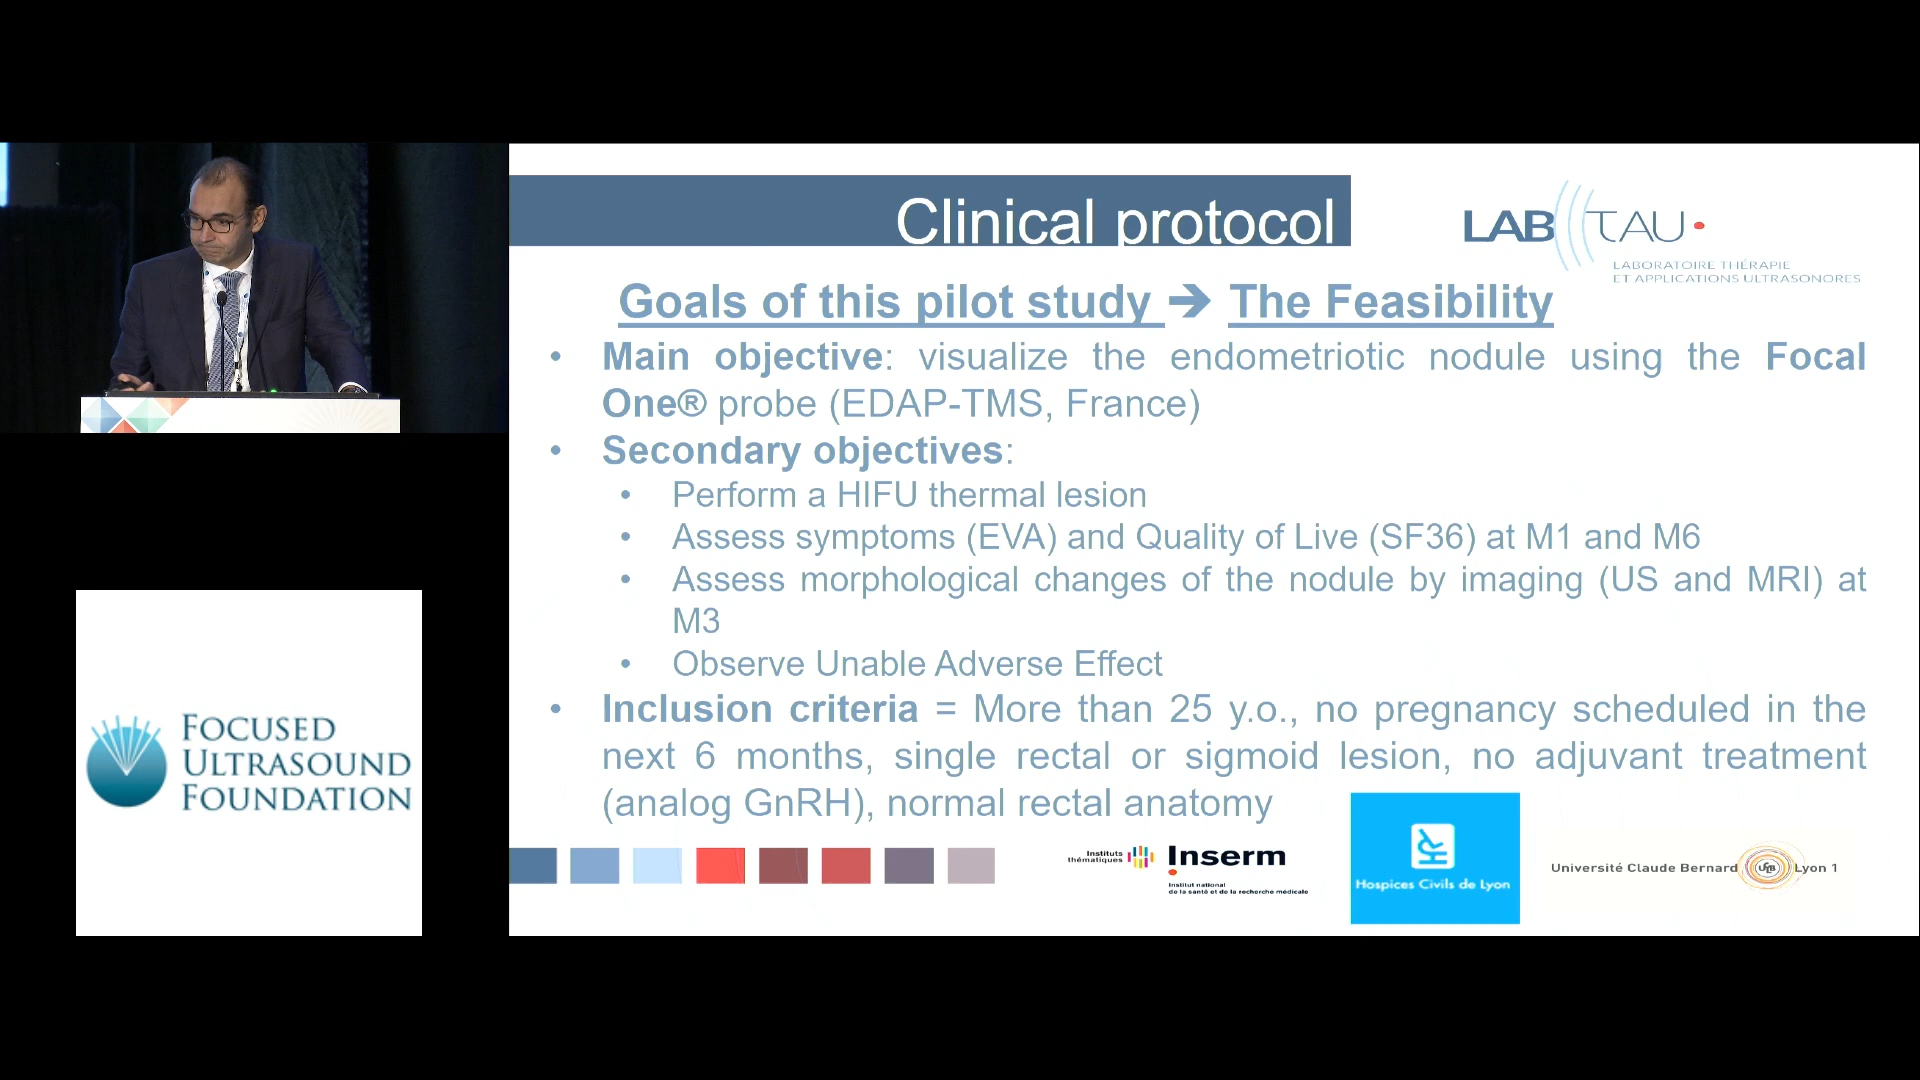 Clinical protocol
LAB TAU
LABORATOIRE THÉRAPIE
ET APPLICATIONS ULTRASONORES
Goals of this pilot study ➔ The Feasibility
• Main objective: visualize the endometriotic nodule using the Focal
One® probe (EDAP-TMS, France)
• Secondary objectives:
• Perform a HIFU thermal lesion
• Assess symptoms (EVA) and Quality of Live (SF36) at M1 and M6
• Assess morphological changes of the nodule by imaging (US and MRI) at
M3
• Observe Unable Adverse Effect
• Inclusion criteria = More than 25 y.o., no pregnancy scheduled in the
next 6 months, single rectal or sigmoid lesion, no adjuvant treatment
(analog GnRH), normal rectal anatomy
Instituts
thématiques
Inserm
Institut national
de la santé et de la recherche médicale
Hospices Civils de Lyon
Université Claude Bernard Lyon 1
FOCUSED
ULTRASOUND
FOUNDATION